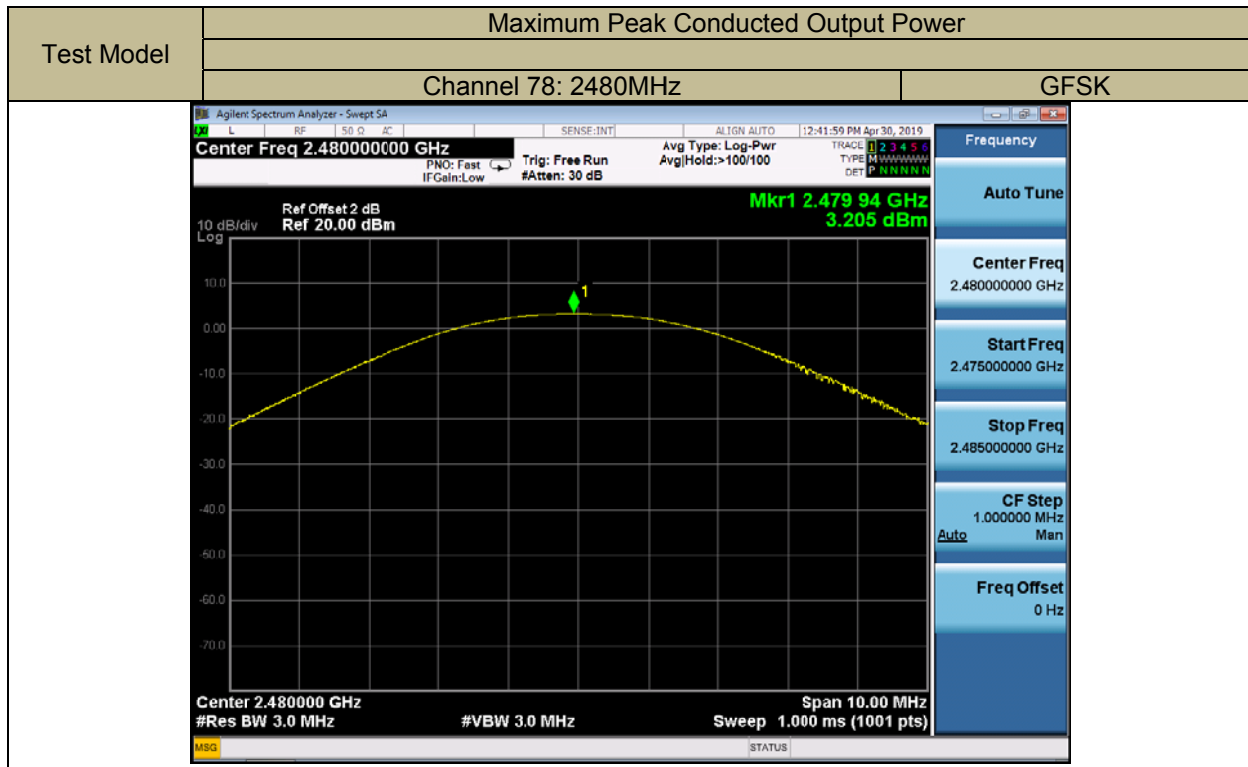 Test Model
Maximum Peak Conducted Output Power
Channel 78: 2480MHz GFSK
Agilent Spectrum Analyzer - Swept SA
L RF 50 Ω AC SENSE:INT ALIGN AUTO 12:41:59 PM Apr 30, 2019
Center Freq 2.480000000 GHz
PNO: Fast
IFGain:Low
Trig: Free Run
#Atten: 30 dB
Avg Type: Log-Pwr
Avg|Hold:>100/100
TRACE 1 2 3 4 5 6
TYPE M WWWWW
DET P N N N N N
Frequency
Auto Tune
Center Freq
2.480000000 GHz
Start Freq
2.475000000 GHz
Stop Freq
2.485000000 GHz
CF Step
1.000000 MHz
Auto Man
Freq Offset
0 Hz
Mkr1 2.479 94 GHz
3.205 dBm
Ref Offset 2 dB
10 dB/div Ref 20.00 dBm
Log
10.0
1
0.00
-10.0
-20.0
-30.0
-40.0
-50.0
-60.0
-70.0
Center 2.480000 GHz Span 10.00 MHz
#Res BW 3.0 MHz #VBW 3.0 MHz Sweep 1.000 ms (1001 pts)
MSG STATUS